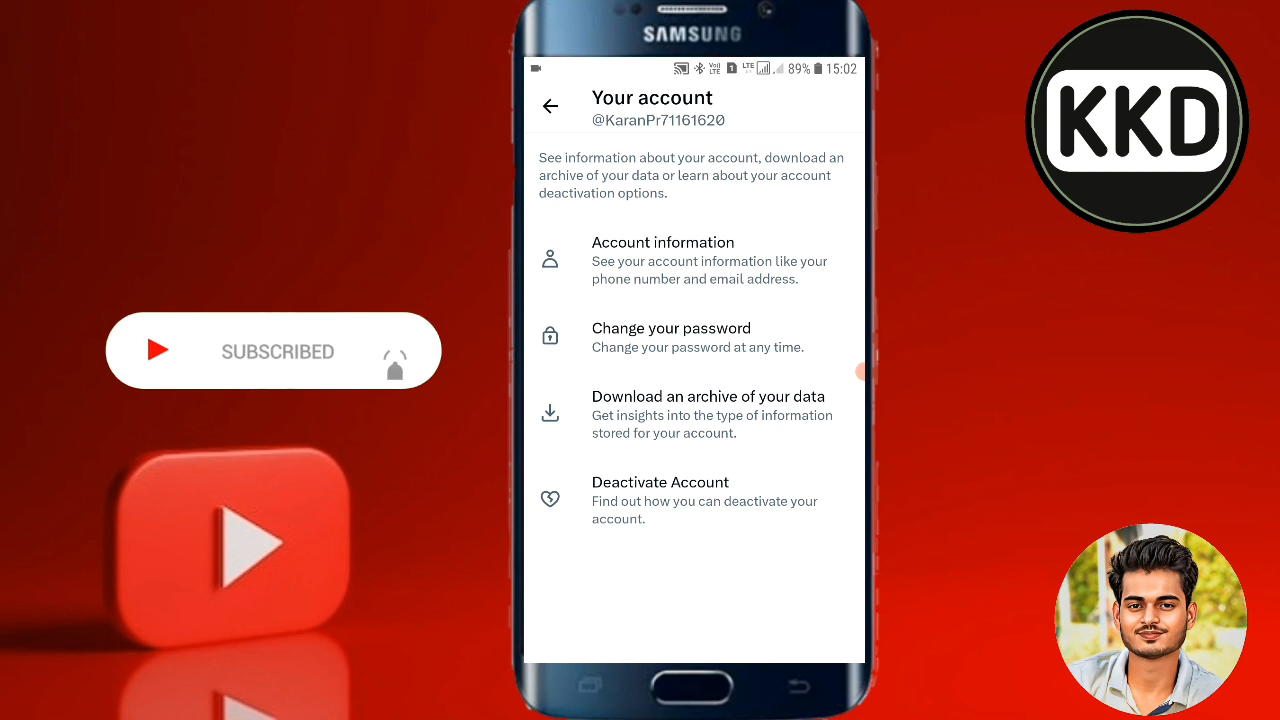 SAMSUNG
LTE
1
LTE
89%
15:02
Your account
@KaranPr71161620
See information about your account, download an
archive of your data or learn about your account
deactivation options.
Account information
See your account information like your
phone number and email address.
Change your password
Change your password at any time.
Download an archive of your data
Get insights into the type of information
stored for your account.
Deactivate Account
Find out how you can deactivate your
account.
SUBSCRIBED
KKD